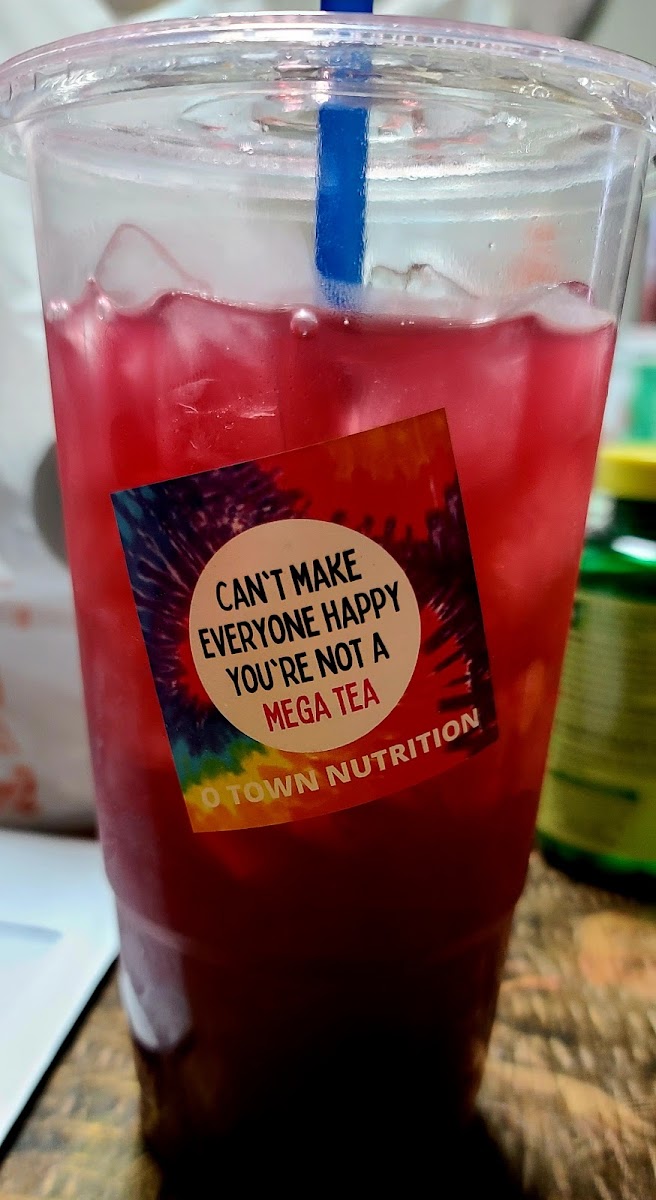 CAN'T MAKE
EVERYONE HAPPY
YOU'RE NOT A
MEGA TEA
O TOWN NUTRITION